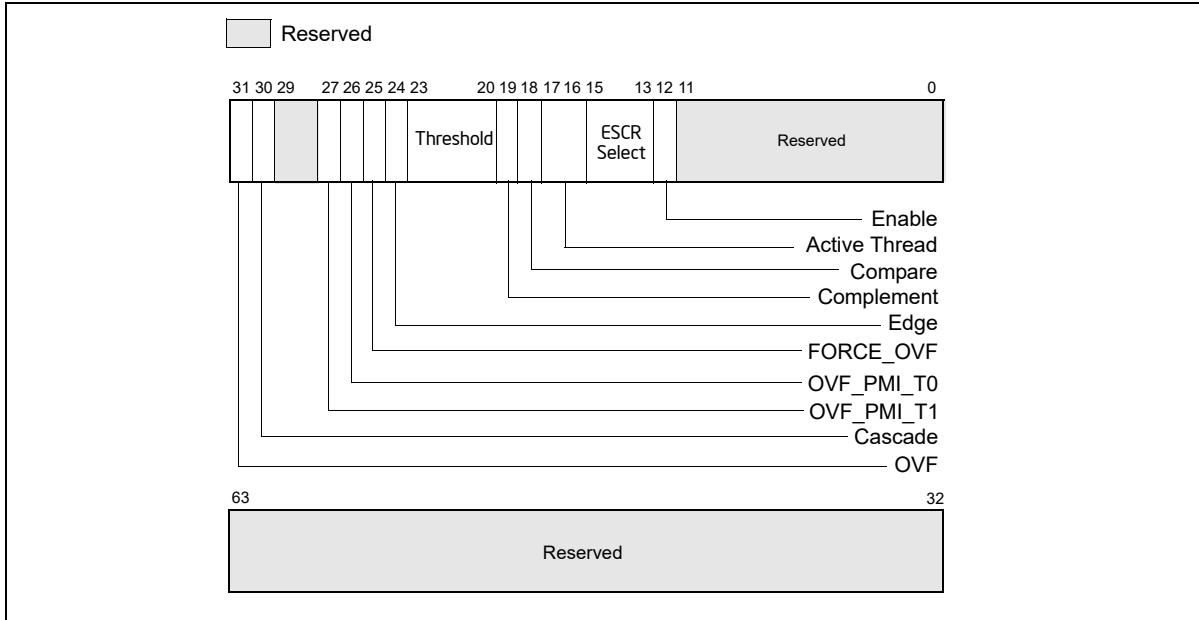 Reserved
31 30 29 27 26 25 24 23 20 19 18 17 16 15 13 12 11 0
Threshold
ESCR
Select
Reserved
Enable
Active Thread
Compare
Complement
Edge
FORCE_OVF
OVF_PMI_T0
OVF_PMI_T1
Cascade
OVF
63 32
Reserved